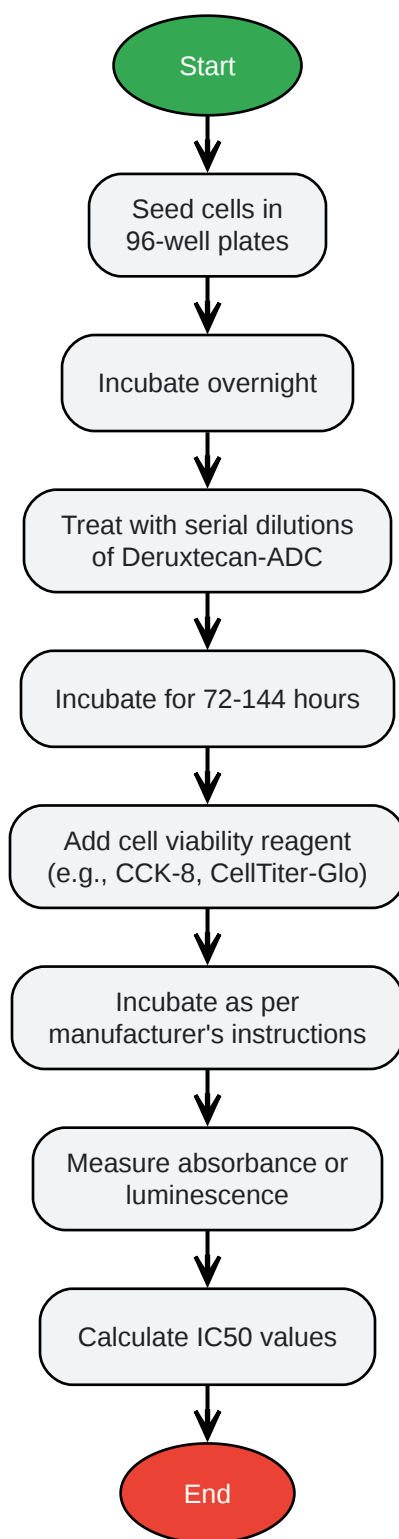 Start
Seed cells in
96-well plates
Incubate overnight
Treat with serial dilutions
of Deruxtecan-ADC
Incubate for 72-144 hours
Add cell viability reagent
(e.g., CCK-8, CellTiter-Glo)
Incubate as per
manufacturer's instructions
Measure absorbance or
luminescence
Calculate IC50 values
End